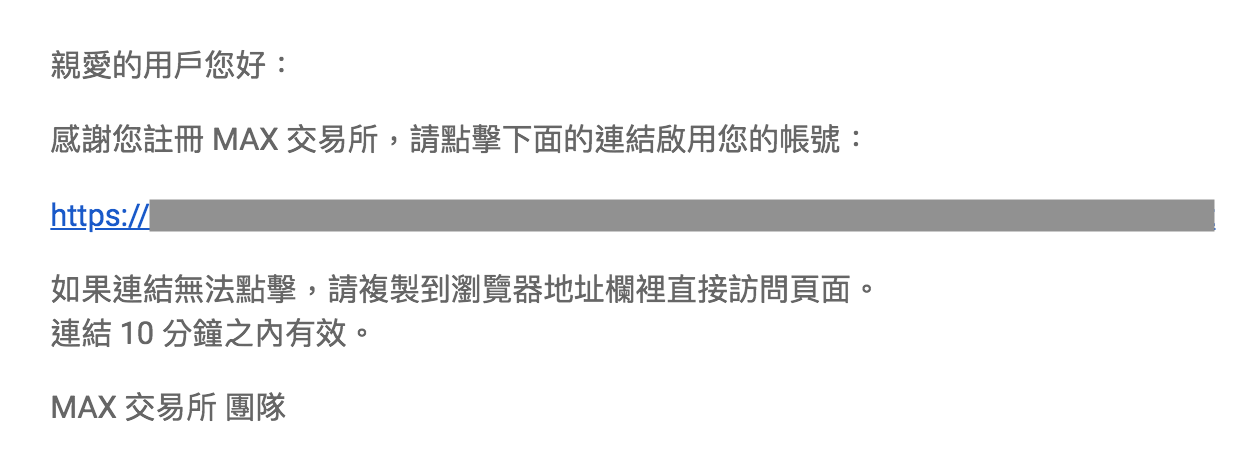 親愛的用戶您好：
感謝您註冊 MAX 交易所，請點擊下面的連結啟用您的帳號：
https://
如果連結無法點擊，請複製到瀏覽器地址欄裡直接訪問頁面。
連結 10 分鐘之內有效。
MAX 交易所 團隊